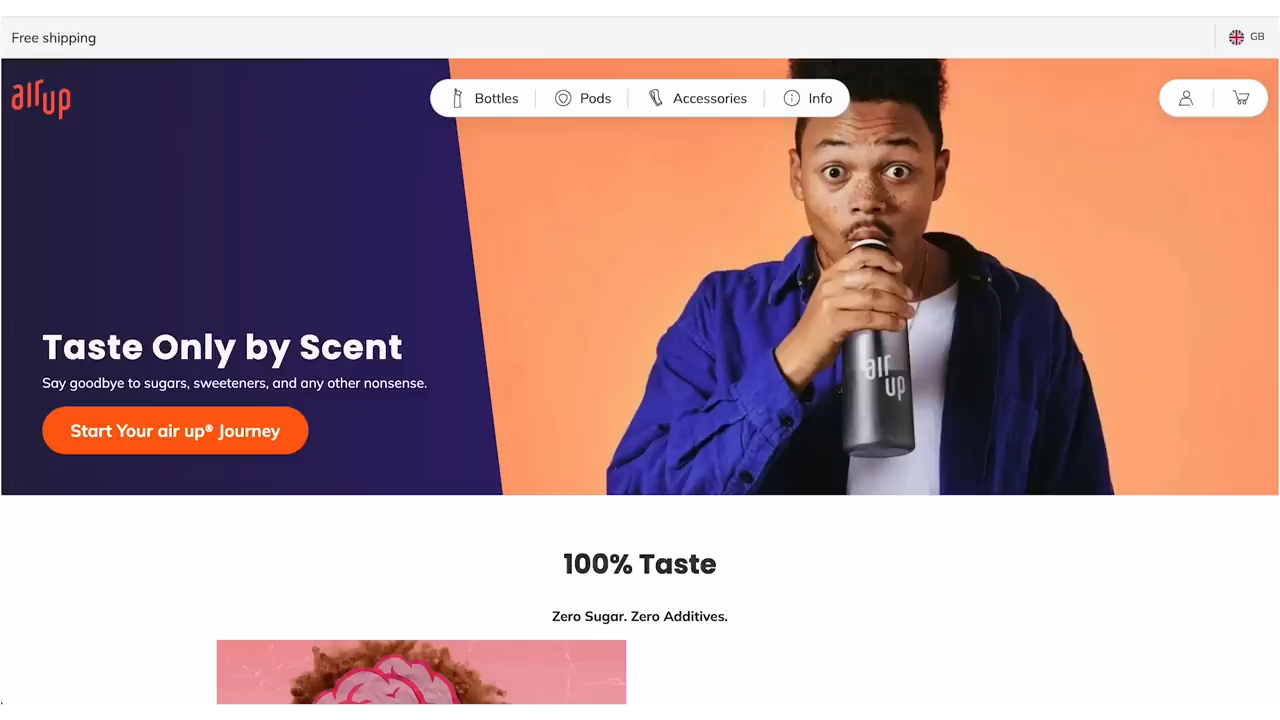 Free shipping
GB
air up
Bottles
Pods
Accessories
Info
air
up
Taste Only by Scent
Say goodbye to sugars, sweeteners, and any other nonsense.
Start Your air up® Journey
100% Taste
Zero Sugar. Zero Additives.